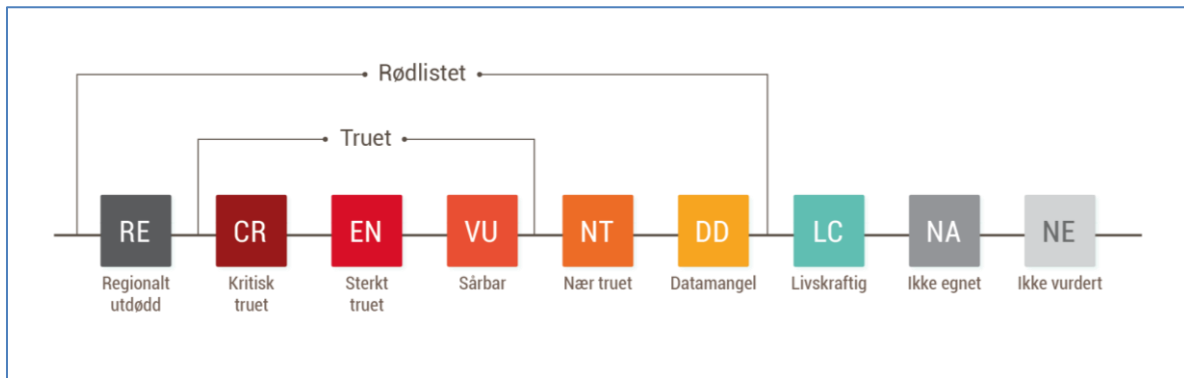 Rødlistet
Truet
RE CR EN VU NT DD LC NA NE
Regionalt Kritisk Sterkt Sårbar Nær truet Datamangel Livskraftig Ikke egnet Ikke vurdert
utdødd truet truet